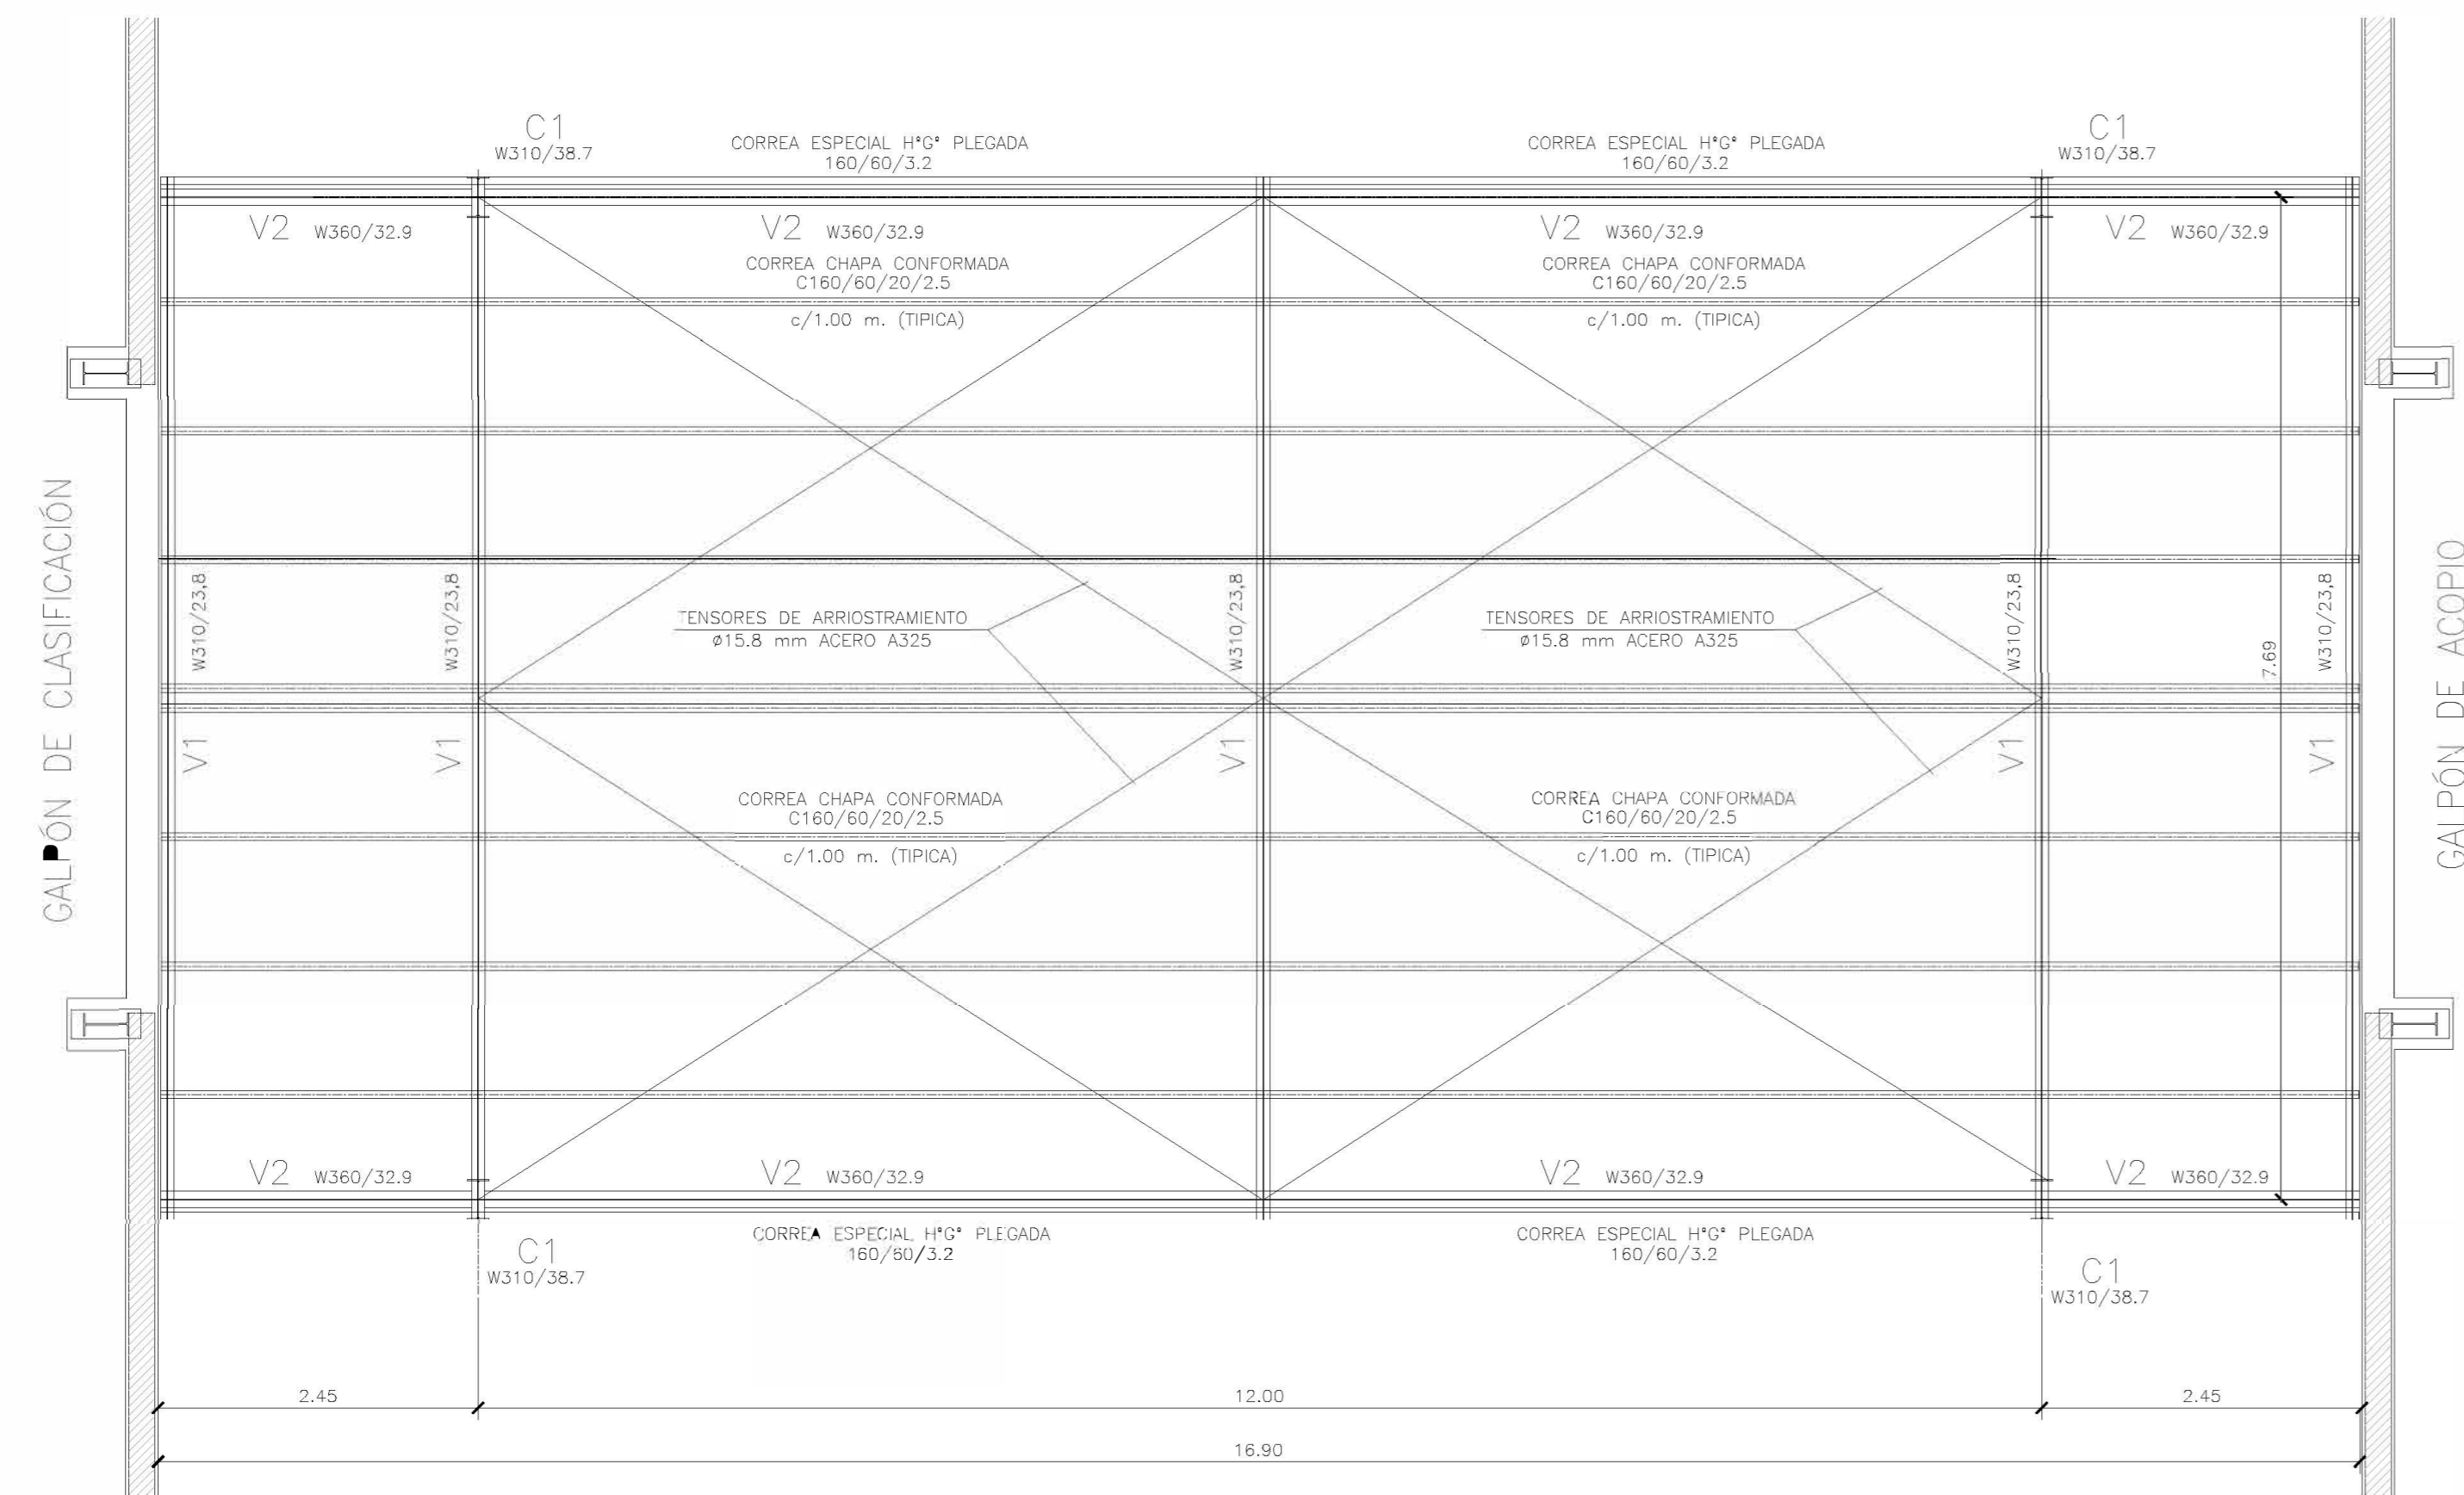 C1
W310/38.7
CORREA ESPECIAL H°G° PLEGADA
160/60/3.2
CORREA ESPECIAL H°G° PLEGADA
160/60/3.2
C1
W310/38.7
V2 W360/32.9
V2 W360/32.9
V2 W360/32.9
V2 W360/32.9
CORREA CHAPA CONFORMADA
C160/60/20/2.5
c/1.00 m. (TIPICA)
CORREA CHAPA CONFORMADA
C160/60/20/2.5
c/1.00 m. (TIPICA)
GALPÓN DE CLASIFICACIÓN
V1 W310/23,8
V1 W310/23,8
TENSORES DE ARRIOSTRAMIENTO
ø15.8 mm ACERO A325
V1 W310/23,8
TENSORES DE ARRIOSTRAMIENTO
ø15.8 mm ACERO A325
V1 W310/23,8
7.69
V1 W310/23,8
GALPÓN DE ACOPIO
CORREA CHAPA CONFORMADA
C160/60/20/2.5
c/1.00 m. (TIPICA)
CORREA CHAPA CONFORMADA
C160/60/20/2.5
c/1.00 m. (TIPICA)
V2 W360/32.9
V2 W360/32.9
V2 W360/32.9
V2 W360/32.9
C1
W310/38.7
CORREA ESPECIAL H°G° PLEGADA
160/60/3.2
CORREA ESPECIAL H°G° PLEGADA
160/60/3.2
C1
W310/38.7
2.45
12.00
2.45
16.90